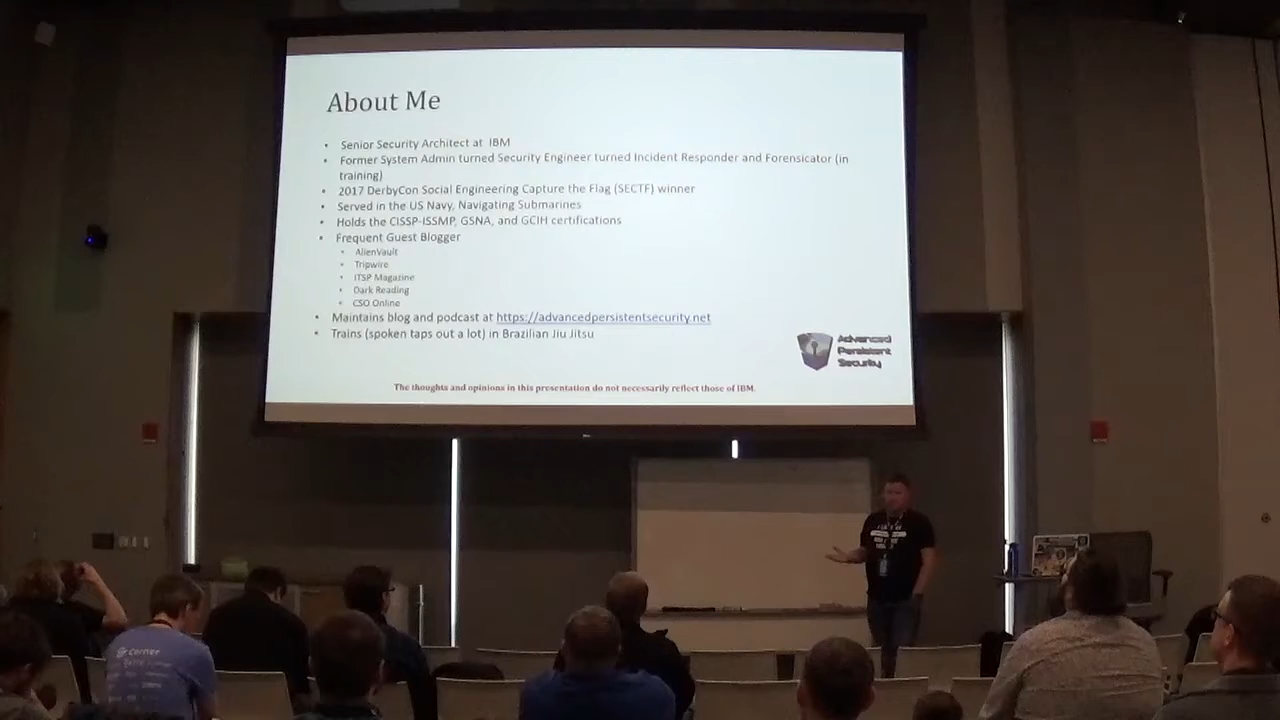 About Me
• Senior Security Architect at IBM
• Former System Admin turned Security Engineer turned Incident Responder and Forensicator (in
training)
• 2017 DerbyCon Social Engineering Capture the Flag (SECTF) winner
• Served in the US Navy, Navigating Submarines
• Holds the CISSP-ISSMP, GSNA, and GCIH certifications
• Frequent Guest Blogger
• AlienVault
• Tripwire
• ITSP Magazine
• Dark Reading
• CSO Online
• Maintains blog and podcast at https://advancedpersistentsecurity.net
• Trains (spoken taps out a lot) in Brazilian Jiu Jitsu
Advanced
Persistent
Security
The thoughts and opinions in this presentation do not necessarily reflect those of IBM.
Cerner